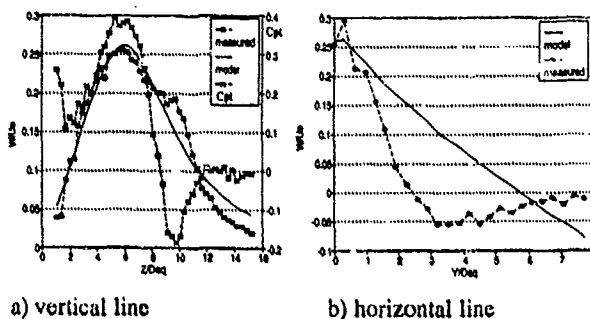 0.3
0.25
0.2
0.15
0.1
0.05
0
W/Uo
0 2 4 6 8 10 12 14 16
Z/Deq
0.4
Cpt
0.3
0.2
0.1
0
-0.1
-0.2
measured
model
Cpt
0.3
0.25
0.2
0.15
0.1
0.05
0
-0.05
-0.1
W/Uo
0 1 2 3 4 5 6 7
Y/Deq
model
measured
a) vertical line
b) horizontal line